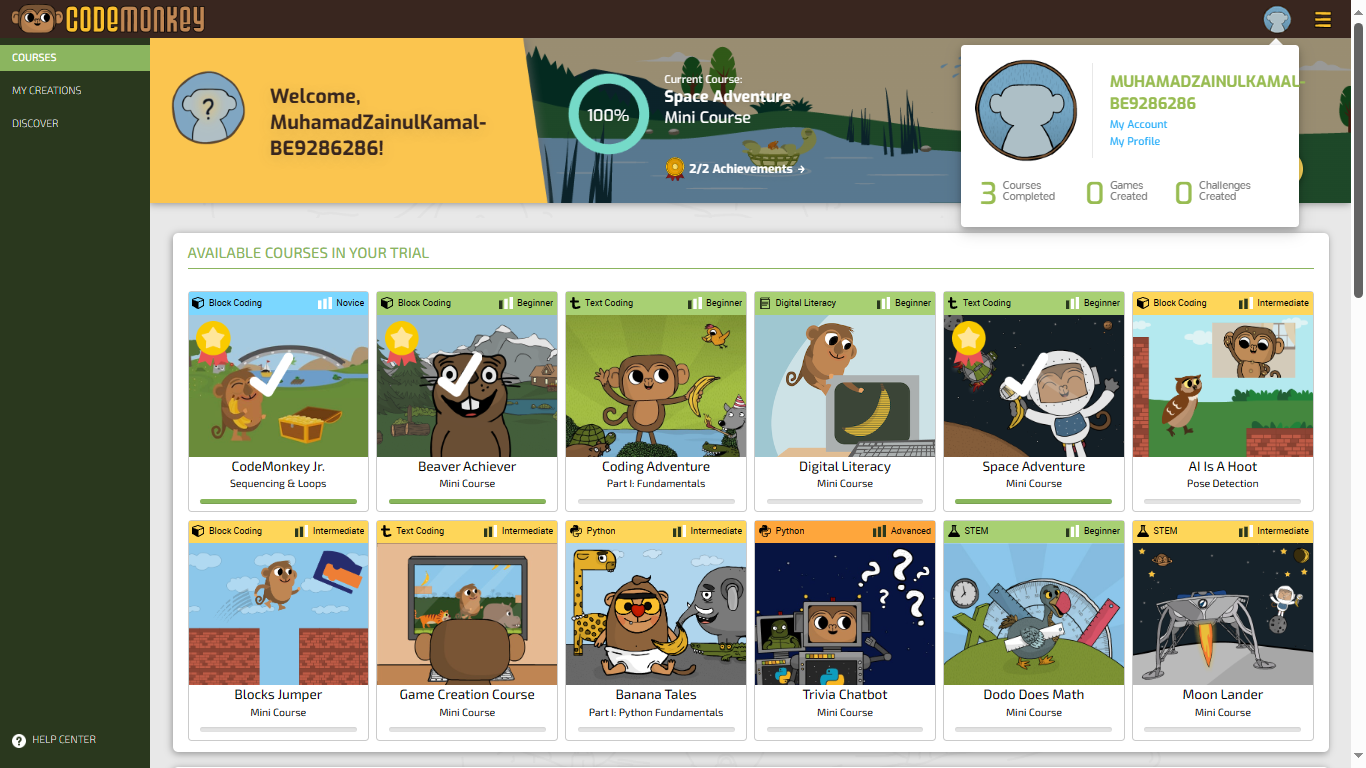 CODEMONKEY
COURSES
MY CREATIONS
DISCOVER
HELP CENTER
?
Welcome,
MuhamadZainulKamal-
BE9286286!
100%
Current Course:
Space Adventure
Mini Course
2/2 Achievements →
MUHAMADZAINULKAMAL-
BE9286286
My Account
My Profile
3 Courses Completed
0 Games Created
0 Challenges Created
AVAILABLE COURSES IN YOUR TRIAL
Block Coding Novice
CodeMonkey Jr.
Sequencing & Loops
Block Coding Beginner
Beaver Achiever
Mini Course
Text Coding Beginner
Coding Adventure
Part I: Fundamentals
Digital Literacy Beginner
Digital Literacy
Mini Course
Text Coding Beginner
Space Adventure
Mini Course
Block Coding Intermediate
AI Is A Hoot
Pose Detection
Block Coding Intermediate
Blocks Jumper
Mini Course
Text Coding Intermediate
Game Creation Course
Mini Course
Python Intermediate
Banana Tales
Part I: Python Fundamentals
Python Advanced
? ? ? ? ?
Trivia Chatbot
Mini Course
STEM Beginner
Dodo Does Math
Mini Course
STEM Intermediate
Moon Lander
Mini Course